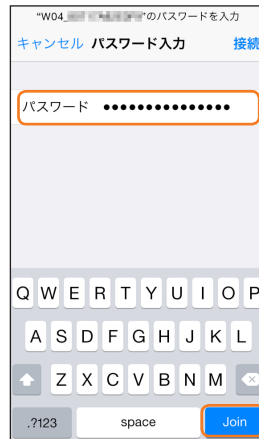 “W04_ ”のパスワードを入力
キャンセル パスワード入力 接続
パスワード ●●●●●●●●●●●●●●●
Q W E R T Y U I O P
A S D F G H J K L
Z X C V B N M
.?123 space Join